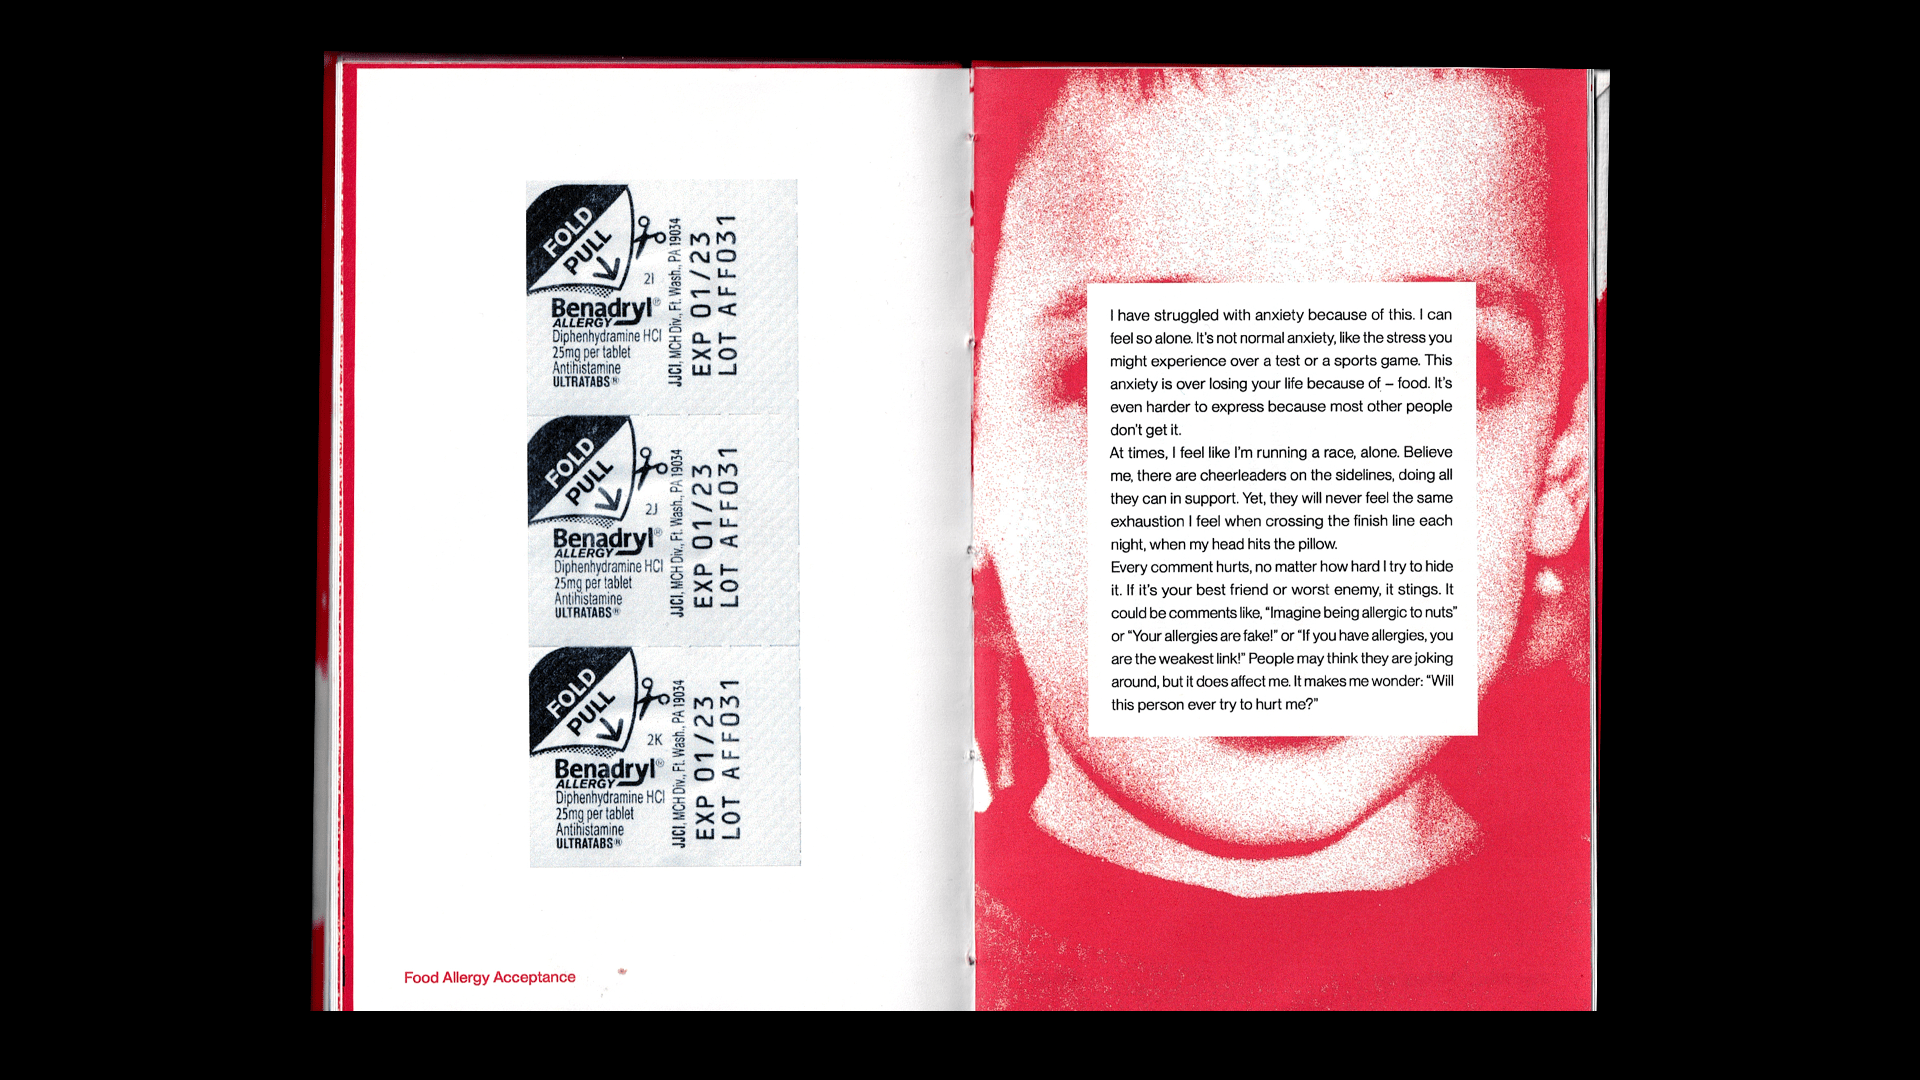 FOLD
PULL
2I
Benadryl®
ALLERGY
Diphenhydramine HCl
25mg per tablet
Antihistamine
ULTRATABS®
JJCI, MCH Div., Ft. Wash., PA 19034
EXP 01/23
LOT AFF031
FOLD
PULL
2J
Benadryl®
ALLERGY
Diphenhydramine HCl
25mg per tablet
Antihistamine
ULTRATABS®
JJCI, MCH Div., Ft. Wash., PA 19034
EXP 01/23
LOT AFF031
FOLD
PULL
2K
Benadryl®
ALLERGY
Diphenhydramine HCl
25mg per tablet
Antihistamine
ULTRATABS®
JJCI, MCH Div., Ft. Wash., PA 19034
EXP 01/23
LOT AFF031
Food Allergy Acceptance
I have struggled with anxiety because of this. I can
feel so alone. It's not normal anxiety, like the stress you
might experience over a test or a sports game. This
anxiety is over losing your life because of – food. It's
even harder to express because most other people
don't get it.
At times, I feel like I'm running a race, alone. Believe
me, there are cheerleaders on the sidelines, doing all
they can in support. Yet, they will never feel the same
exhaustion I feel when crossing the finish line each
night, when my head hits the pillow.
Every comment hurts, no matter how hard I try to hide
it. If it's your best friend or worst enemy, it stings. It
could be comments like, “Imagine being allergic to nuts”
or “Your allergies are fake!” or “If you have allergies, you
are the weakest link!” People may think they are joking
around, but it does affect me. It makes me wonder: “Will
this person ever try to hurt me?”